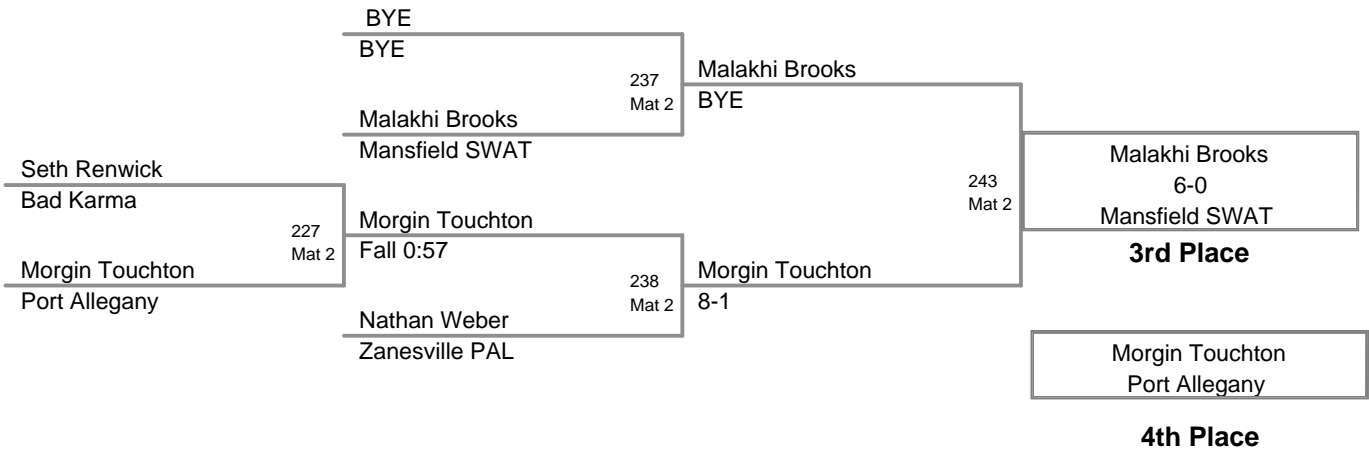 BYE
BYE
237
Mat 2
Malakhi Brooks
Mansfield SWAT
Malakhi Brooks
BYE
Seth Renwick
Bad Karma
227
Mat 2
Morgin Touchton
Port Allegany
Morgin Touchton
Fall 0:57
238
Mat 2
Nathan Weber
Zanesville PAL
Morgin Touchton
8-1
243
Mat 2
Malakhi Brooks
6-0
Mansfield SWAT
3rd Place
Morgin Touchton
Port Allegany
4th Place